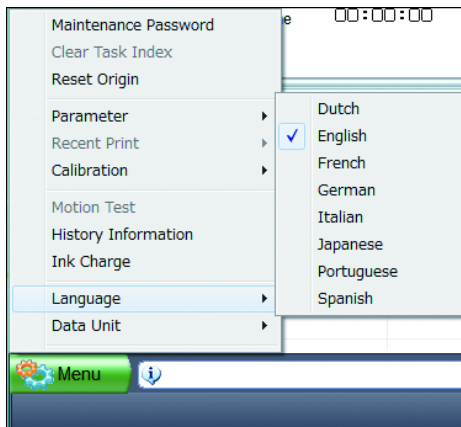 Maintenance Password
Clear Task Index
Reset Origin
Parameter
Recent Print
Calibration
Motion Test
History Information
Ink Charge
Language
Data Unit
00:00:00
Dutch
English
French
German
Italian
Japanese
Portuguese
Spanish
Menu